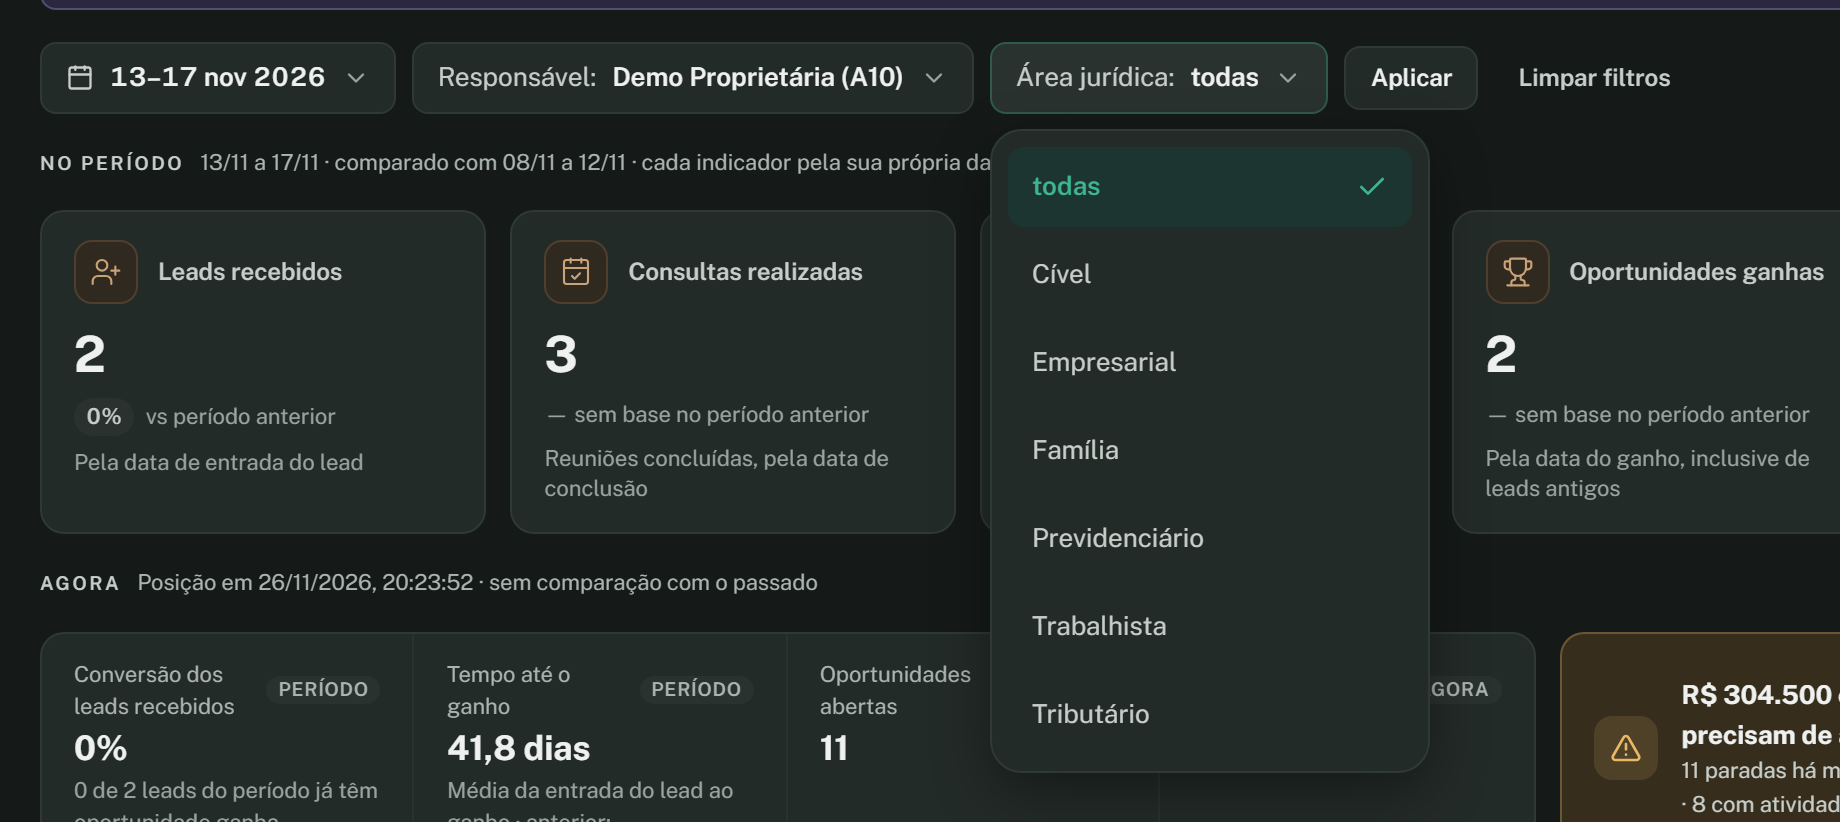 13–17 nov 2026
Responsável: Demo Proprietária (A10)
Área jurídica: todas
Aplicar
Limpar filtros
NO PERÍODO 13/11 a 17/11 · comparado com 08/11 a 12/11 · cada indicador pela sua própria
todas
Cível
Empresarial
Família
Previdenciário
Trabalhista
Tributário
Leads recebidos
2
0% vs período anterior
Pela data de entrada do lead
Consultas realizadas
3
— sem base no período anterior
Reuniões concluídas, pela data de
conclusão
Oportunidades ganhas
2
— sem base no período anterior
Pela data do ganho, inclusive de
leads antigos
AGORA Posição em 26/11/2026, 20:23:52 · sem comparação com o passado
Conversão dos
leads recebidos
PERÍODO
0%
0 de 2 leads do período já têm
oportunidade ganha
Tempo até o
ganho
PERÍODO
41,8 dias
Média da entrada do lead ao
ganho · anterior:
Oportunidades
abertas
11
R$ 304.500
precisam de
11 paradas há
· 8 com